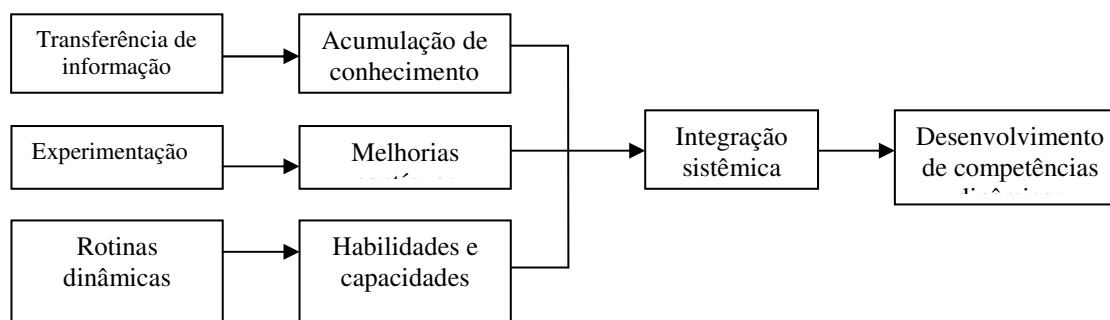 Transferência de
informação
Acumulação de
conhecimento
Experimentação
Melhorias
Rotinas
dinâmicas
Habilidades e
capacidades
Integração
sistêmica
Desenvolvimento
de competências